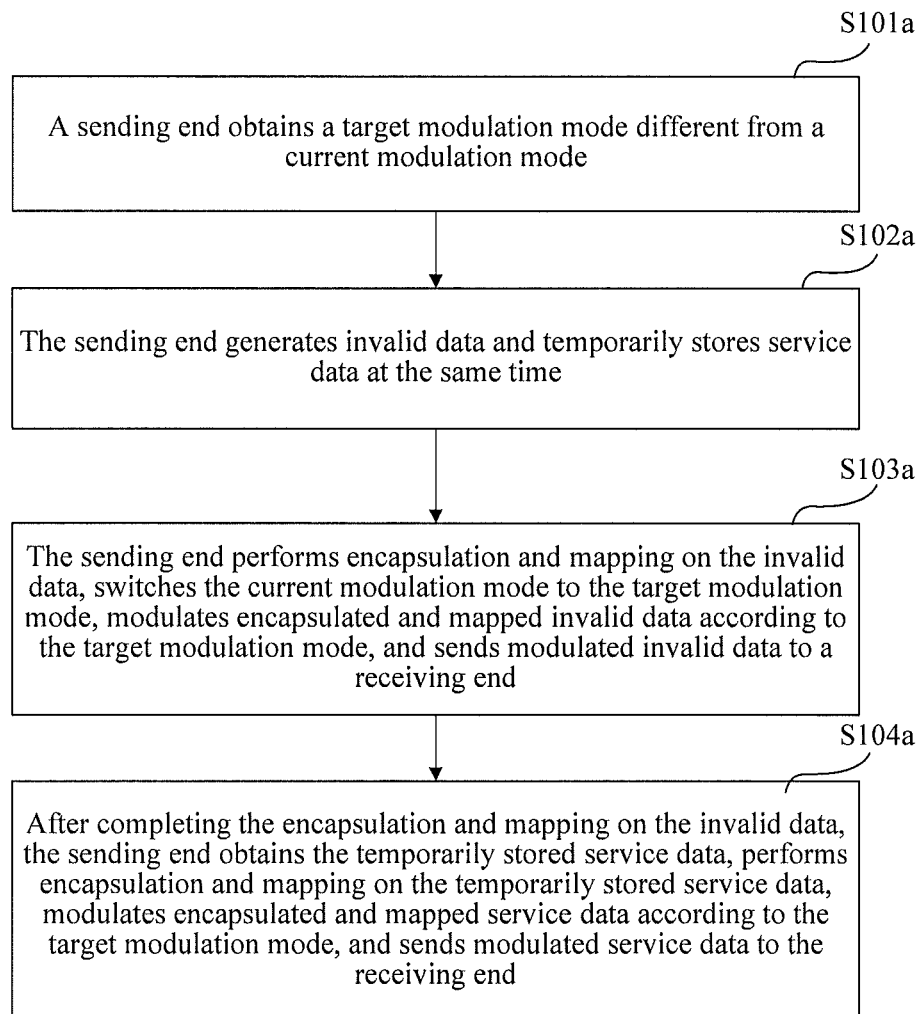 S101a
A sending end obtains a target modulation mode different from a
current modulation mode
S102a
The sending end generates invalid data and temporarily stores service
data at the same time
S103a
The sending end performs encapsulation and mapping on the invalid
data, switches the current modulation mode to the target modulation
mode, modulates encapsulated and mapped invalid data according to
the target modulation mode, and sends modulated invalid data to a
receiving end
S104a
After completing the encapsulation and mapping on the invalid data,
the sending end obtains the temporarily stored service data, performs
encapsulation and mapping on the temporarily stored service data,
modulates encapsulated and mapped service data according to the
target modulation mode, and sends modulated service data to the
receiving end